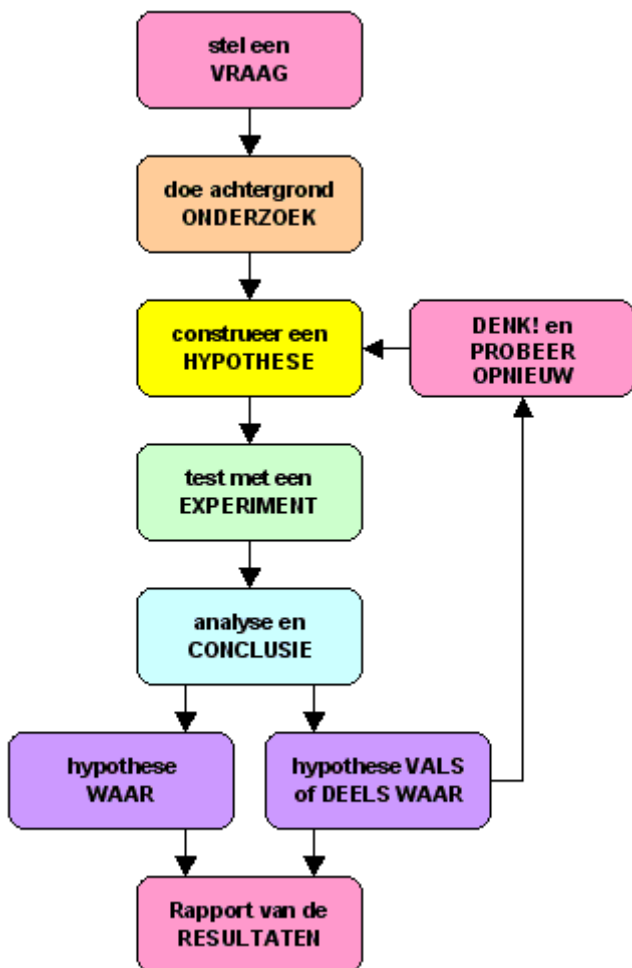 stel een
VRAAG
doe achtergrond
ONDERZOEK
construeer een
HYPOTHESE
DENK! en
PROBEER
OPNIEUW
test met een
EXPERIMENT
analyse en
CONCLUSIE
hypothese
WAAR
hypothese VALS
of DEELS WAAR
Rapport van de
RESULTATEN